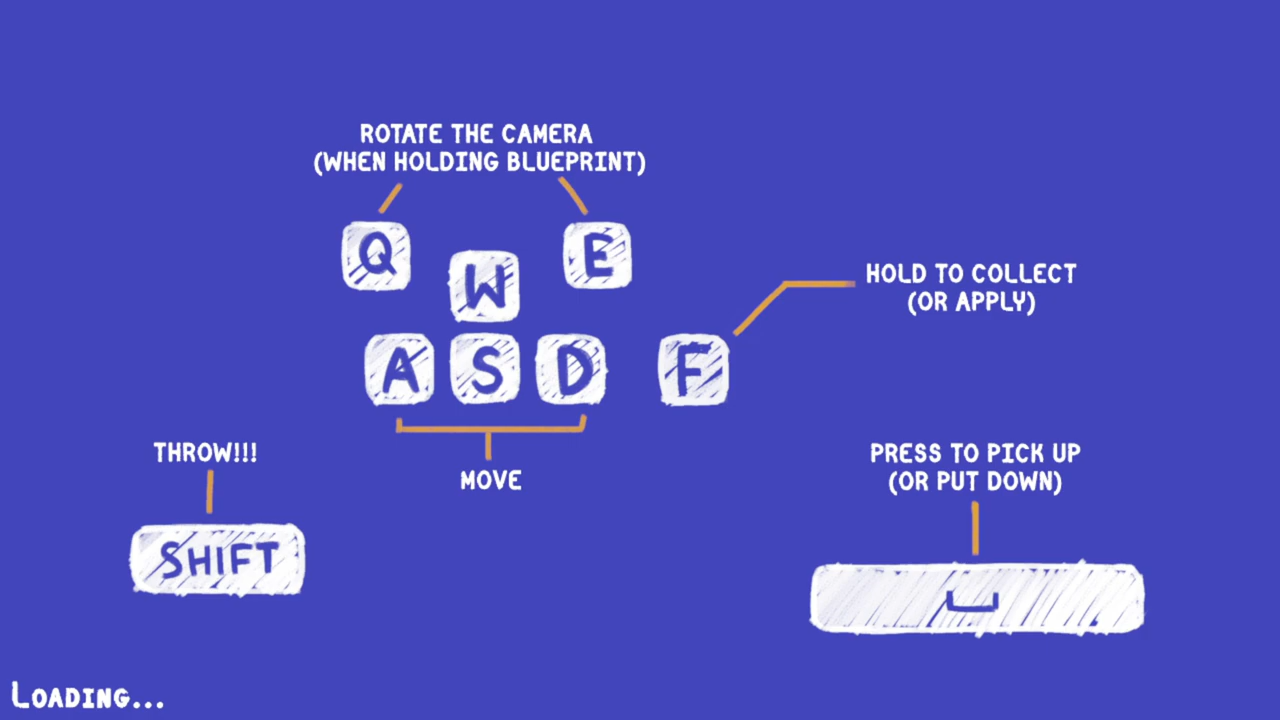 ROTATE THE CAMERA
(WHEN HOLDING BLUEPRINT)
Q
W
E
HOLD TO COLLECT
(OR APPLY)
A
S
D
F
MOVE
THROW!!!
SHIFT
PRESS TO PICK UP
(OR PUT DOWN)
LOADING...